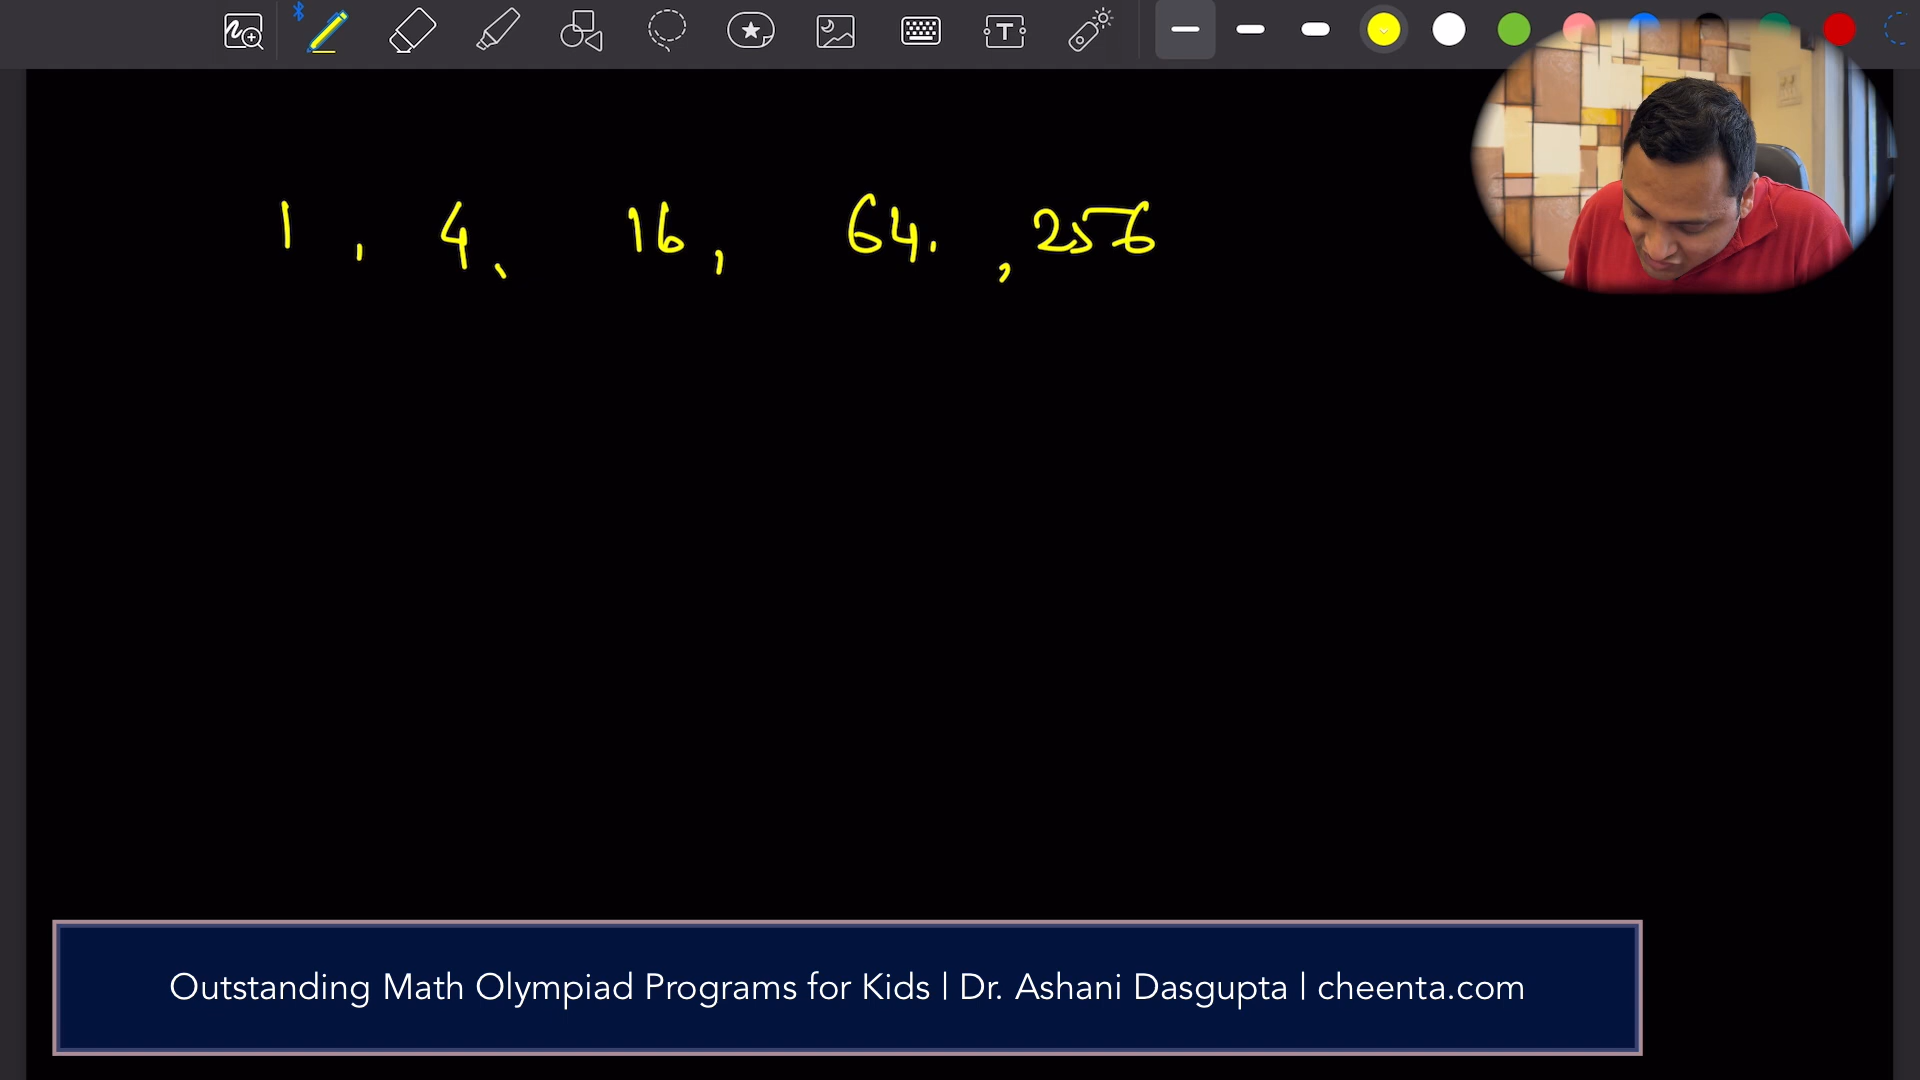 1, 4, 16, 64. , 256
Outstanding Math Olympiad Programs for Kids | Dr. Ashani Dasgupta | cheenta.com